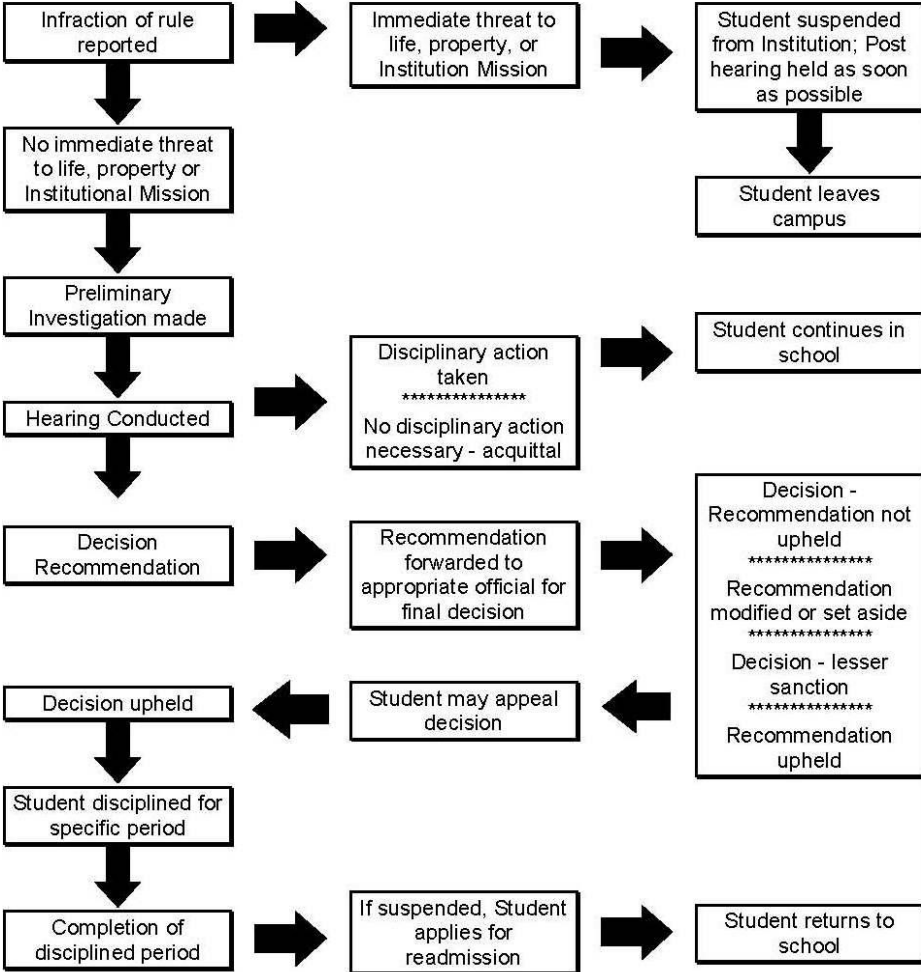 Infraction of rule
reported
Immediate threat to
life, property, or
Institution Mission
Student suspended
from Institution; Post
hearing held as soon
as possible
No immediate threat
to life, property or
Institutional Mission
Student leaves
campus
Preliminary
Investigation made
Student continues in
school
Disciplinary action
taken
***************
No disciplinary action
necessary - acquittal
Hearing Conducted
Decision
Recommendation
Recommendation
forwarded to
appropriate official for
final decision
Decision -
Recommendation not
upheld
***************
Recommendation
modified or set aside
***************
Decision - lesser
sanction
***************
Recommendation
upheld
Student may appeal
decision
Decision upheld
Student disciplined for
specific period
Completion of
disciplined period
If suspended, Student
applies for
readmission
Student returns to
school